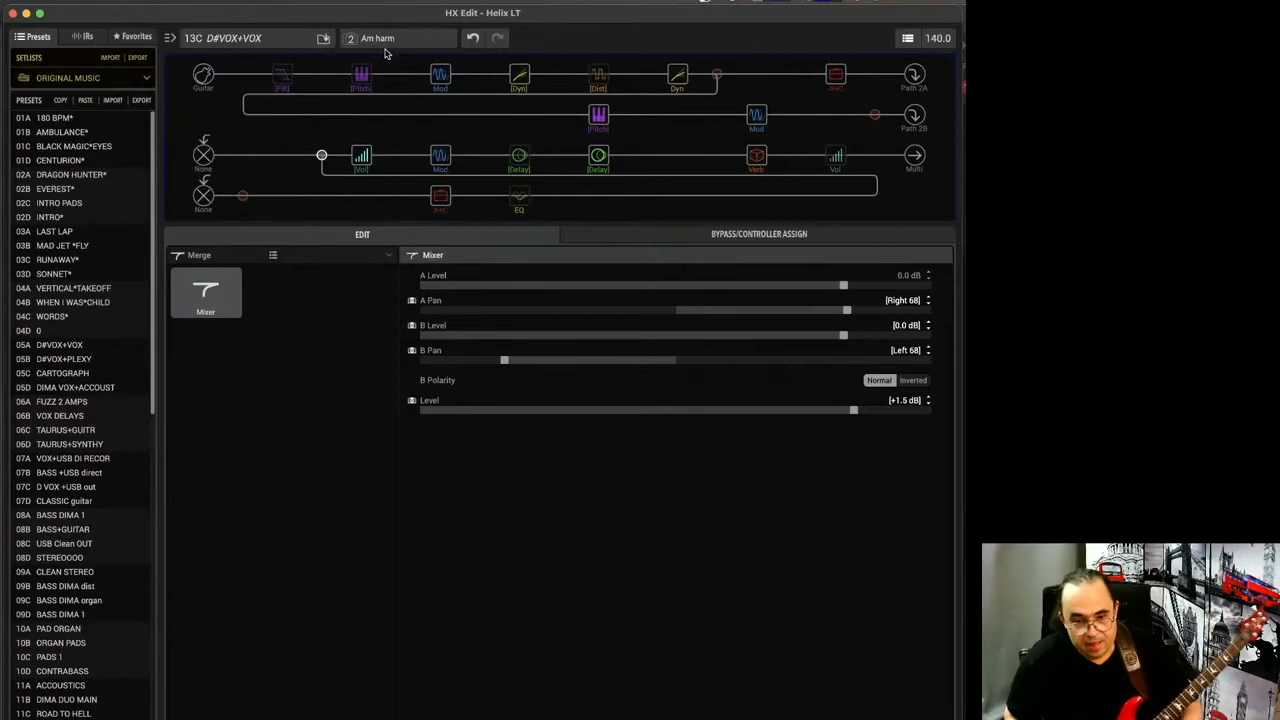 HX Edit - Helix LT
Presets
IRs
Favorites
13C D#VOX+VOX
2 Am harm
140.0
SETLISTS
IMPORT
EXPORT
ORIGINAL MUSIC
PRESETS
COPY
PASTE
IMPORT
EXPORT
01A 180 BPM*
01B AMBULANCE*
01C BLACK MAGIC*EYES
01D CENTURION*
02A DRAGON HUNTER*
02B EVEREST*
02C INTRO PADS
02D INTRO*
03A LAST LAP
03B MAD JET *FLY
03C RUNAWAY*
03D SONNET*
04A VERTICAL*TAKEOFF
04B WHEN I WAS*CHILD
04C WORDS*
04D 0
05A D#VOX+VOX
05B D#VOX+PLEXY
05C CARTOGRAPH
05D DIMA VOX+ACCOUST
06A FUZZ 2 AMPS
06B VOX DELAYS
06C TAURUS+GUITR
06D TAURUS+SYNTHY
07A VOX+USB DI RECOR
07B BASS +USB direct
07C D VOX +USB out
07D CLASSIC guitar
08A BASS DIMA 1
08B BASS+GUITAR
08C USB Clean OUT
08D STEREOOOO
09A CLEAN STEREO
09B BASS DIMA dist
09C BASS DIMA organ
09D BASS DIMA 1
10A PAD ORGAN
10B ORGAN PADS
10C PADS 1
10D CONTRABASS
11A ACCOUSTICS
11B DIMA DUO MAIN
11C ROAD TO HELL
Guitar
[Filt]
[Pitch]
Mod
[Dyn]
[Dist]
Dyn
A+C
Path 2A
[Pitch]
Mod
Path 2B
None
[Vol]
Mod
[Delay]
[Delay]
Verb
Vol
Multi
None
A+C
EQ
EDIT
BYPASS/CONTROLLER ASSIGN
Merge
Mixer
Mixer
A Level
0.0 dB
A Pan
[Right 68]
B Level
[0.0 dB]
B Pan
[Left 68]
B Polarity
Normal
Inverted
Level
[+1.5 dB]